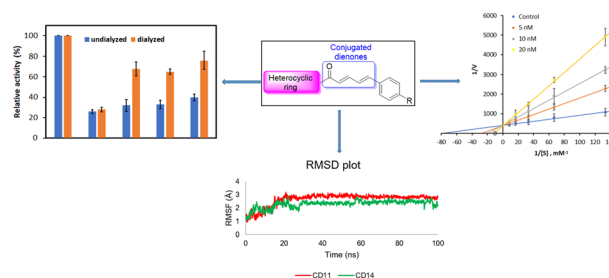 100
80
60
40
20
0
Relative activity (%)
undialyzed dialyzed
Conjugated
dienones
Heterocyclic
ring
O
R
6000
5000
4000
3000
2000
1000
0
1/V
Control
5 nM
10 nM
20 nM
-80 -60 -40 -20 0 20 40 60 80 100 120
1/[S] , mM-1
RMSD plot
4
3
2
1
0
RMSF (Å)
0 20 40 60 80 100
Time (ns)
CD11 CD14